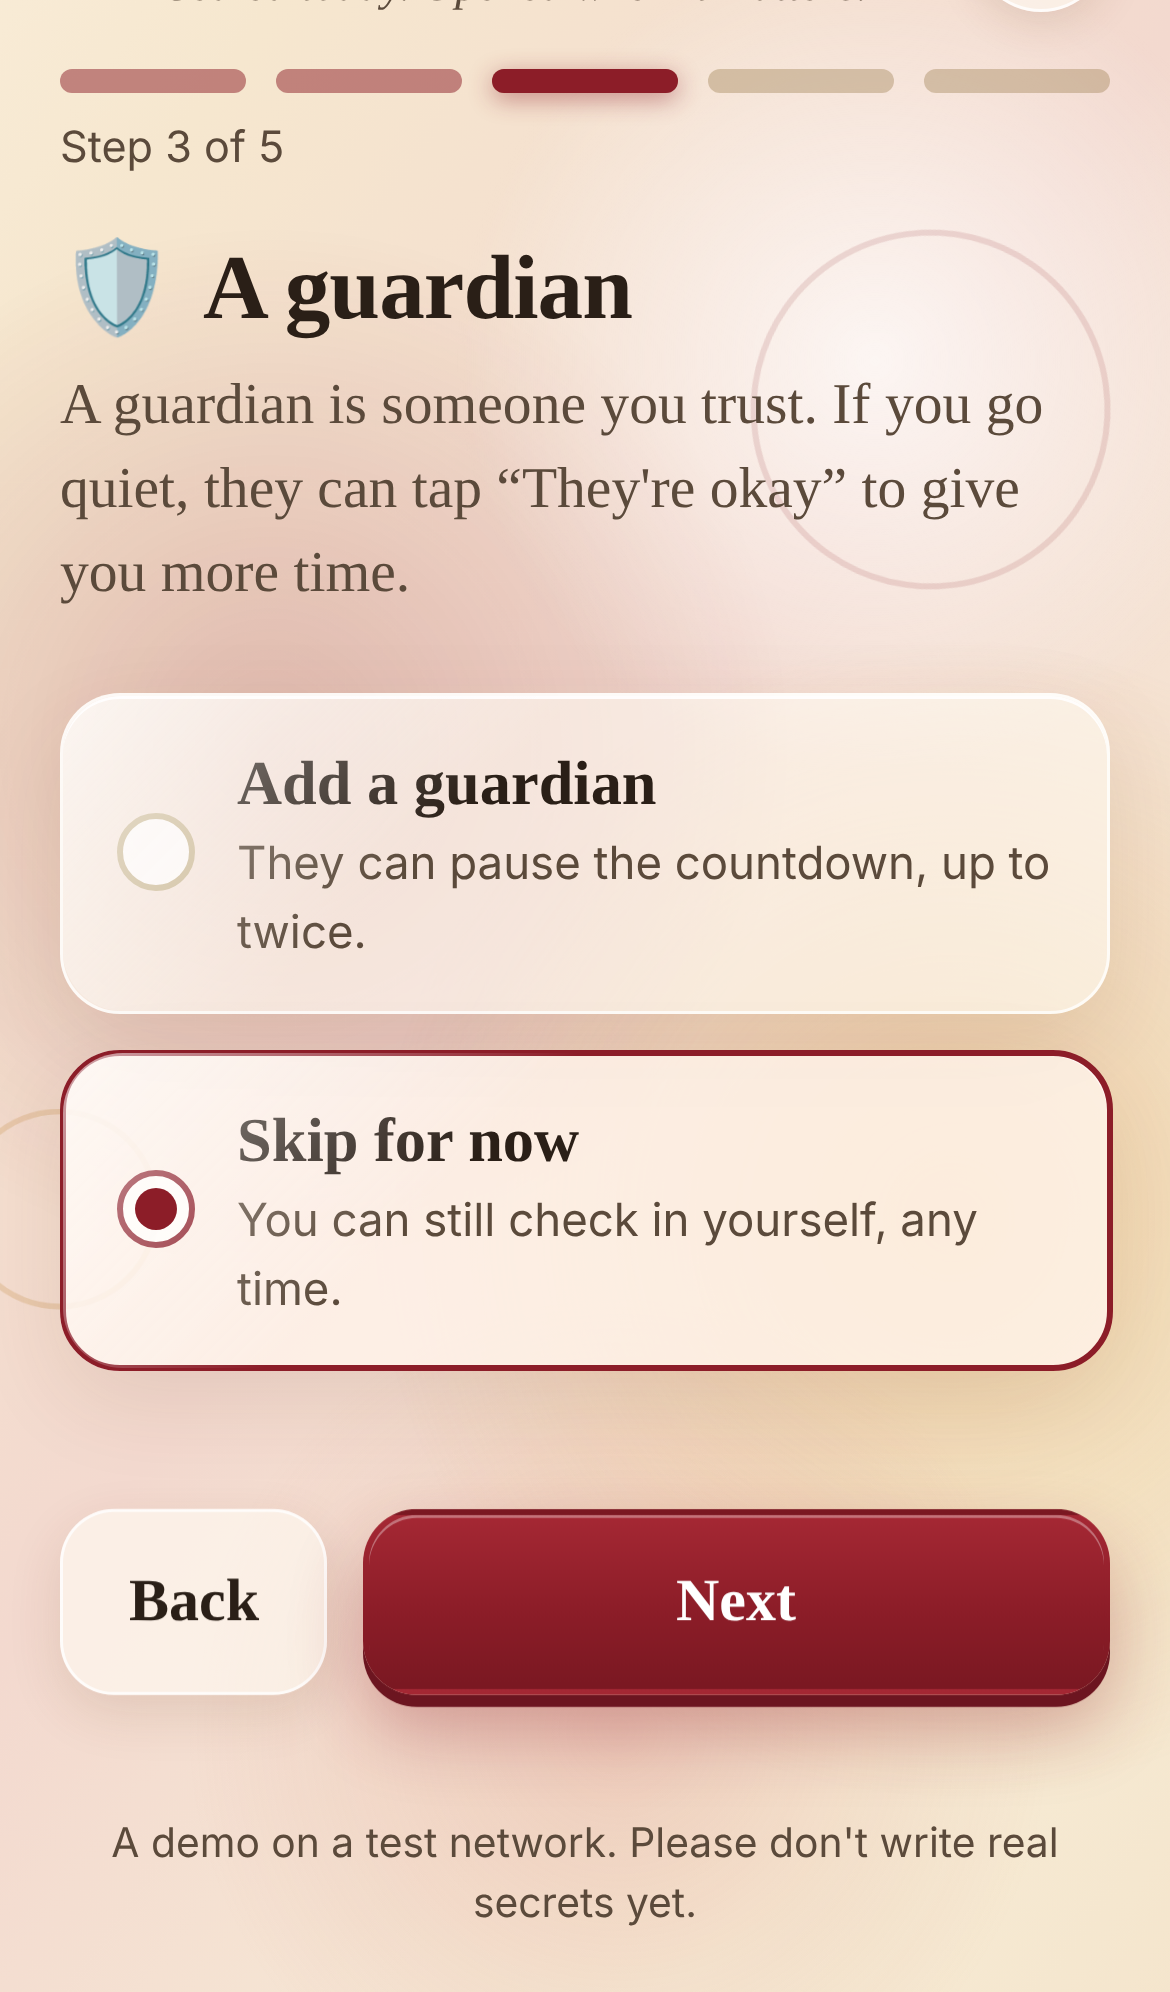 Step 3 of 5
A guardian
A guardian is someone you trust. If you go
quiet, they can tap “They're okay” to give
you more time.
Add a guardian
They can pause the countdown, up to
twice.
Skip for now
You can still check in yourself, any
time.
Back
Next
A demo on a test network. Please don't write real
secrets yet.